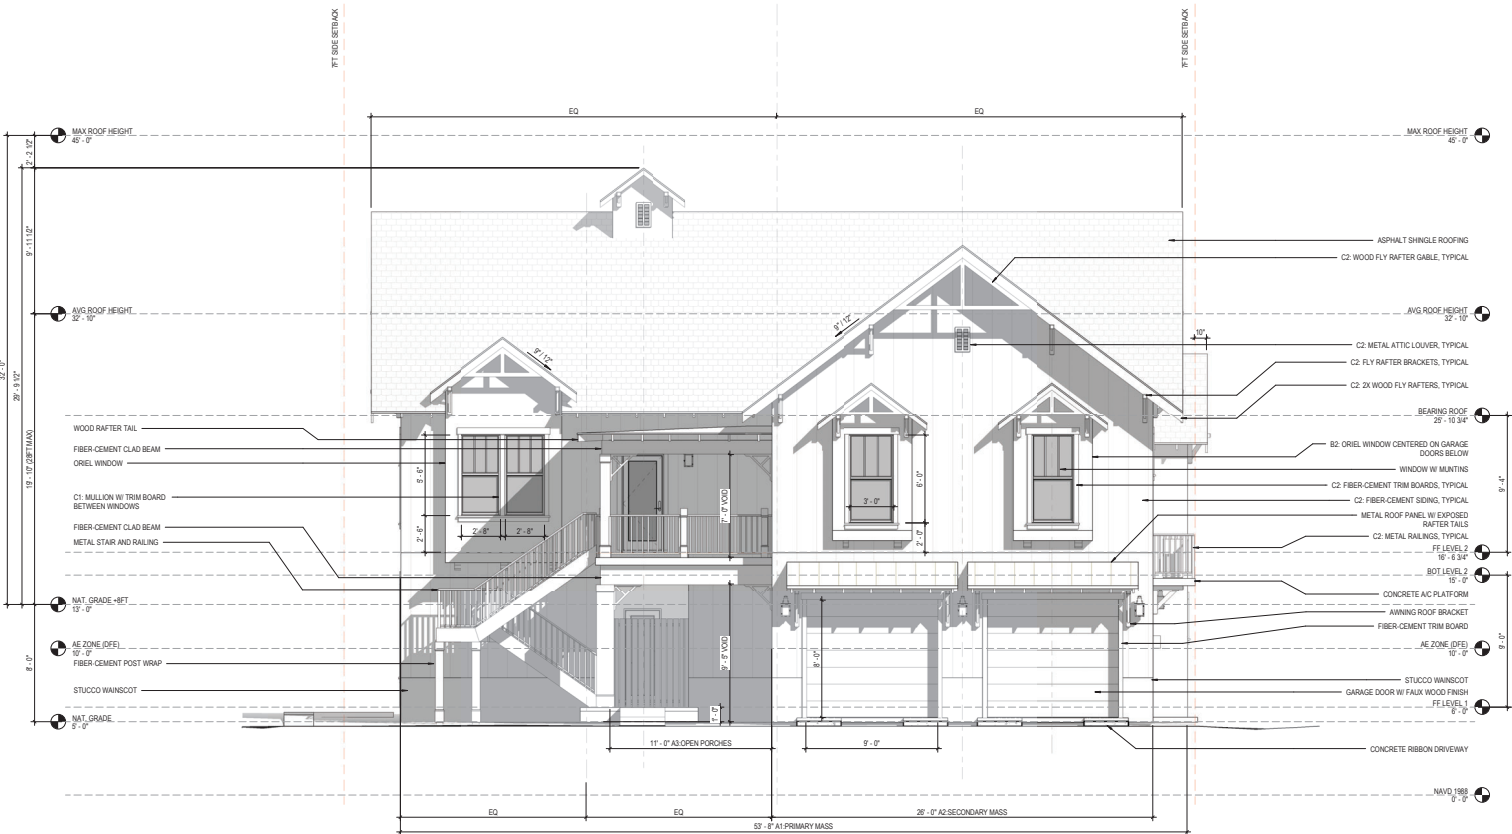 7FT SIDE SETBACK
7FT SIDE SETBACK
EQ
EQ
MAX ROOF HEIGHT
45' - 0"
MAX ROOF HEIGHT
45' - 0"
2' - 2 1/2"
9' - 11 1/2"
32' - 0"
29' - 9 1/2"
19' - 10" (28FT MAX)
8' - 0"
AVG ROOF HEIGHT
32' - 10"
WOOD RAFTER TAIL
FIBER-CEMENT CLAD BEAM
ORIEL WINDOW
C1: MULLION W/ TRIM BOARD
BETWEEN WINDOWS
FIBER-CEMENT CLAD BEAM
METAL STAIR AND RAILING
NAT. GRADE +8FT
13' - 0"
AE ZONE (DFE)
10' - 0"
FIBER-CEMENT POST WRAP
STUCCO WAINSCOT
NAT. GRADE
5' - 0"
9" / 12"
9" / 12"
5' - 6"
2' - 6"
2' - 8"
2' - 8"
7' - 0" VOID
9' - 5" VOID
1' - 0"
3' - 0"
6' - 0"
2' - 0"
8' - 0"
9' - 0"
10"
ASPHALT SHINGLE ROOFING
C2: WOOD FLY RAFTER GABLE, TYPICAL
AVG ROOF HEIGHT
32' - 10"
C2: METAL ATTIC LOUVER, TYPICAL
C2: FLY RAFTER BRACKETS, TYPICAL
C2: 2X WOOD FLY RAFTERS, TYPICAL
BEARING ROOF
25' - 10 3/4"
B2: ORIEL WINDOW CENTERED ON GARAGE
DOORS BELOW
WINDOW W/ MUNTINS
C2: FIBER-CEMENT TRIM BOARDS, TYPICAL
9' - 4"
C2: FIBER-CEMENT SIDING, TYPICAL
METAL ROOF PANEL W/ EXPOSED
RAFTER TAILS
C2: METAL RAILINGS, TYPICAL
FF LEVEL 2
16' - 6 3/4"
BOT LEVEL 2
15' - 0"
CONCRETE A/C PLATFORM
AWNING ROOF BRACKET
FIBER-CEMENT TRIM BOARD
AE ZONE (DFE)
10' - 0"
9' - 0"
STUCCO WAINSCOT
GARAGE DOOR W/ FAUX WOOD FINISH
FF LEVEL 1
6' - 0"
CONCRETE RIBBON DRIVEWAY
NAVD 1988
0' - 0"
11' - 0" A3:OPEN PORCHES
EQ
EQ
26' - 0" A2:SECONDARY MASS
53' - 8" A1:PRIMARY MASS